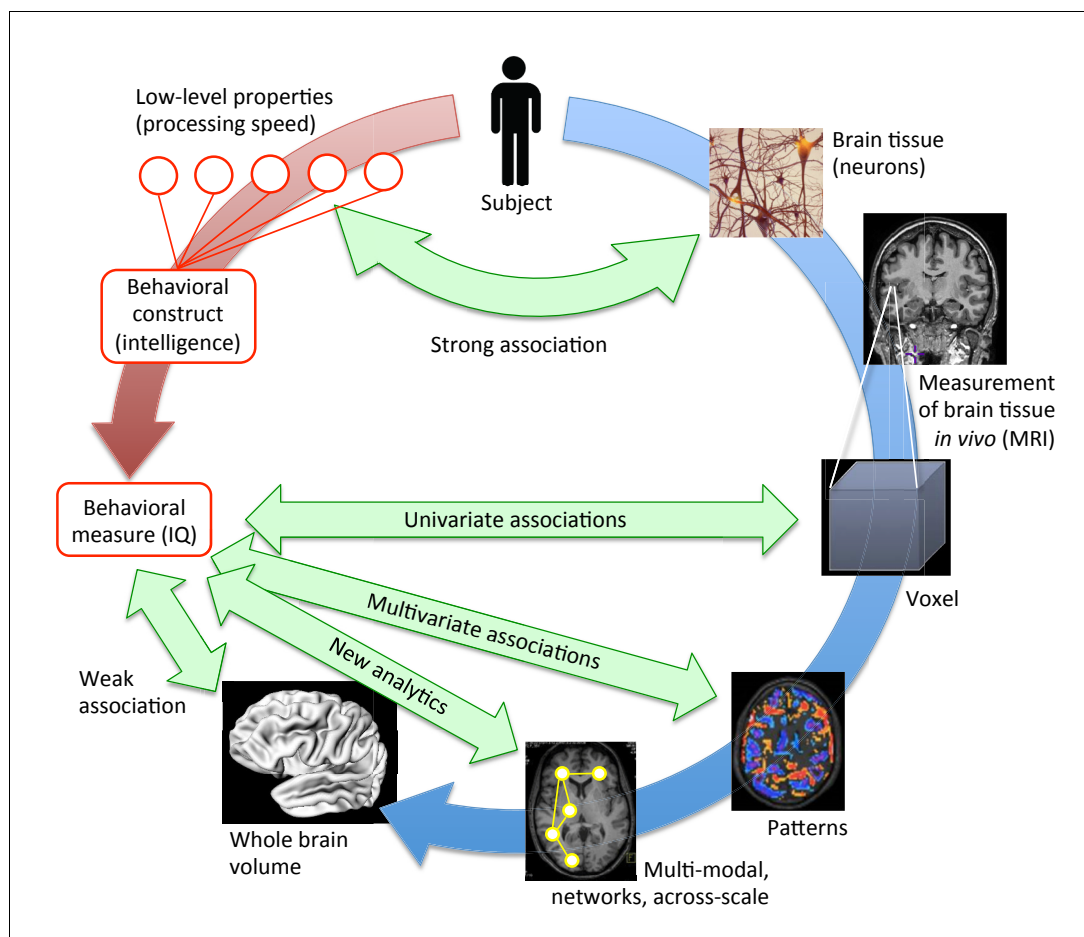 Low-level properties
(processing speed)
Subject
Brain tissue
(neurons)
Behavioral
construct
(intelligence)
Strong association
Measurement
of brain tissue
in vivo (MRI)
Behavioral
measure (IQ)
Univariate associations
Voxel
Multivariate associations
New analytics
Weak
association
Patterns
Whole brain
volume
Multi-modal,
networks, across-scale